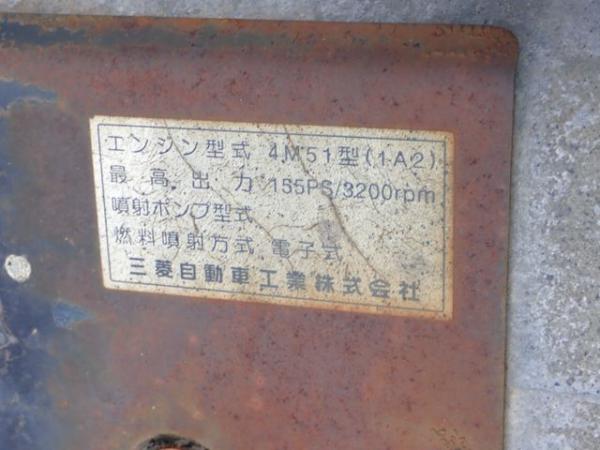 エンジン型式 4M51型(1A2)
最高出力 155PS/3200rpm
噴射ポンプ型式
燃料噴射方式 電子式
三菱自動車工業株式会社